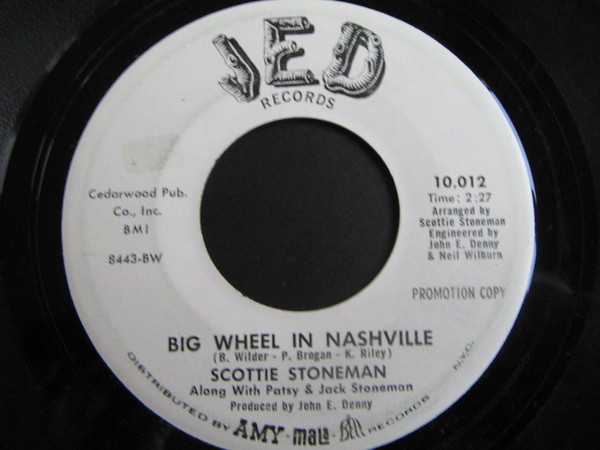 JED
RECORDS
Cedarwood Pub.
Co., Inc.
BMI
8443-BW
10,012
Time: 2:27
Arranged by
Scottie Stoneman
Engineered by
John E. Denny
& Neil Wilburn
PROMOTION COPY
BIG WHEEL IN NASHVILLE
(B. Wilder - P. Brogan - K. Riley)
SCOTTIE STONEMAN
Along With Patsy & Jack Stoneman
Produced by John E. Denny
DISTRIBUTED BY AMY - mala - BELL RECORDS N.Y.C.